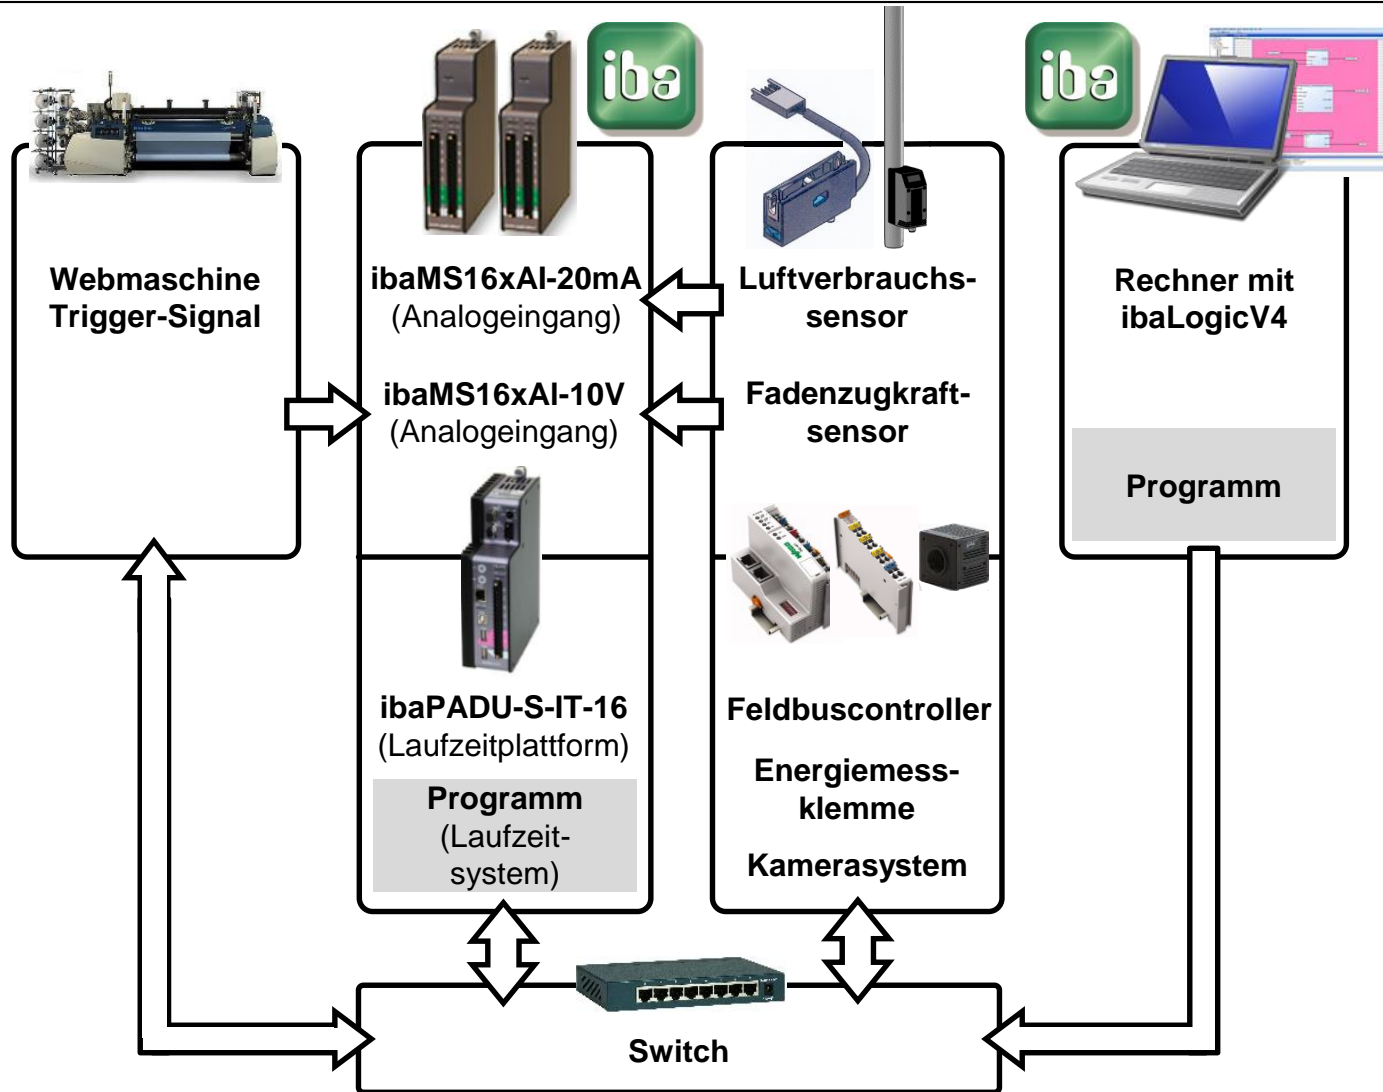 iba
iba
Webmaschine
Trigger-Signal
ibaMS16xAI-20mA
(Analogeingang)
ibaMS16xAI-10V
(Analogeingang)
ibaPADU-S-IT-16
(Laufzeitplattform)
Programm
(Laufzeit-
system)
Luftverbrauchs-
sensor
Fadenzugkraft-
sensor
Feldbuscontroller
Energiemess-
klemme
Kamerasystem
Rechner mit
ibaLogicV4
Programm
Switch